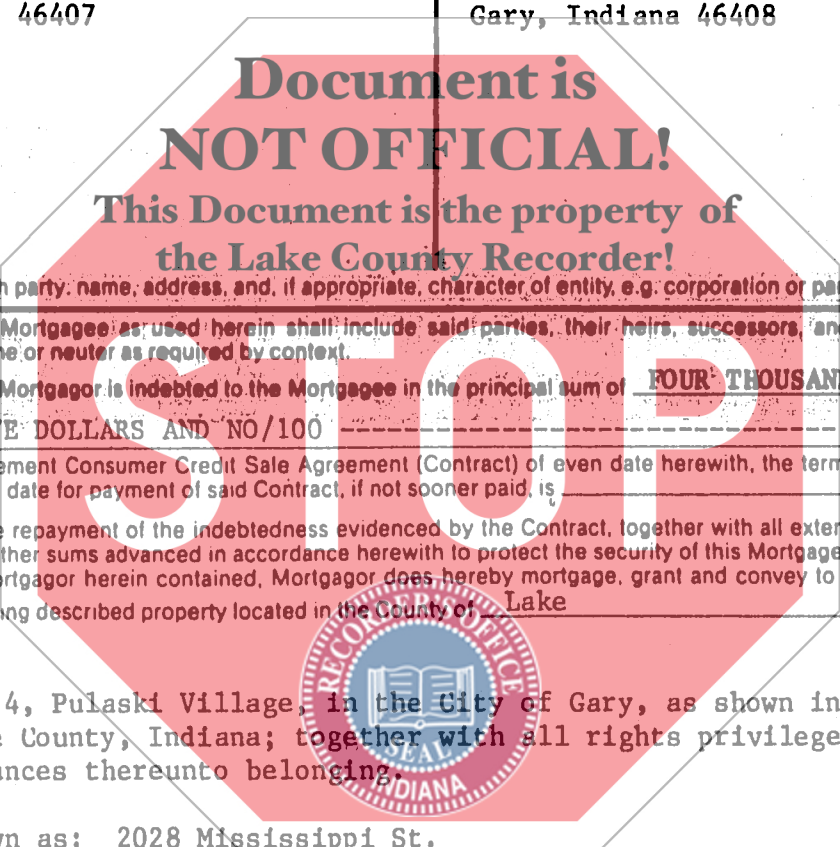 46407 Gary, Indiana 46408
Document is
NOT OFFICIAL!
This Document is the property of
the Lake County Recorder!
party: name, address, and, if appropriate, character of entity, e.g. corporation or
Mortgagee as used herein shall include said parties, their heirs, successors,
or neuter as required by context.
Mortgagor is indebted to the Mortgagee in the principal sum of FOUR THOUSAN
E DOLLARS AND NO/100
ement Consumer Credit Sale Agreement (Contract) of even date herewith, the term
date for payment of said Contract, if not sooner paid, is
STOP
repayment of the indebtedness evidenced by the Contract, together with all exten
ther sums advanced in accordance herewith to protect the security of this Mortgage
ortgagor herein contained, Mortgagor does hereby mortgage, grant and convey to
ing described property located in the County of Lake
RECORDER'S OFFICE
SEAL
INDIANA
4, Pulaski Village, in the City of Gary, as shown in
County, Indiana; together with all rights privilege
ances thereunto belonging.
wn as: 2028 Mississippi St.